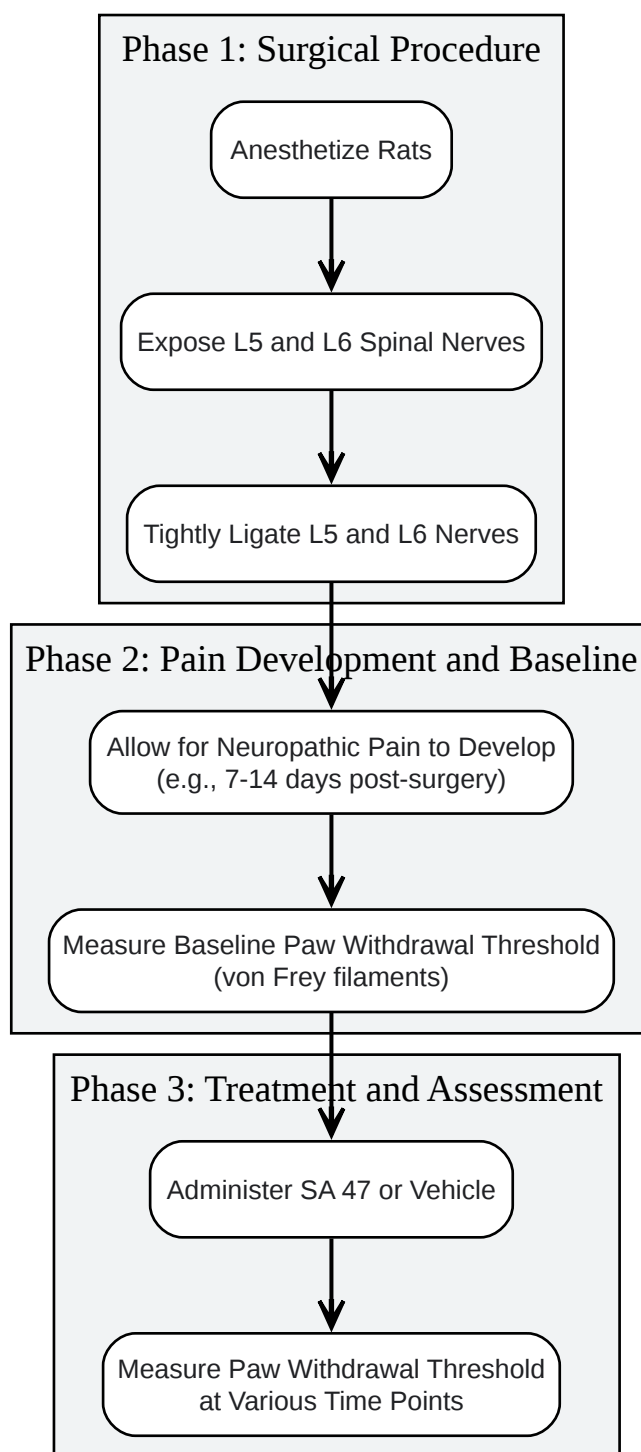 Phase 1: Surgical Procedure
Anesthetize Rats
Expose L5 and L6 Spinal Nerves
Tightly Ligate L5 and L6 Nerves
Phase 2: Pain Development and Baseline
Allow for Neuropathic Pain to Develop
(e.g., 7-14 days post-surgery)
Measure Baseline Paw Withdrawal Threshold
(von Frey filaments)
Phase 3: Treatment and Assessment
Administer SA 47 or Vehicle
Measure Paw Withdrawal Threshold
at Various Time Points